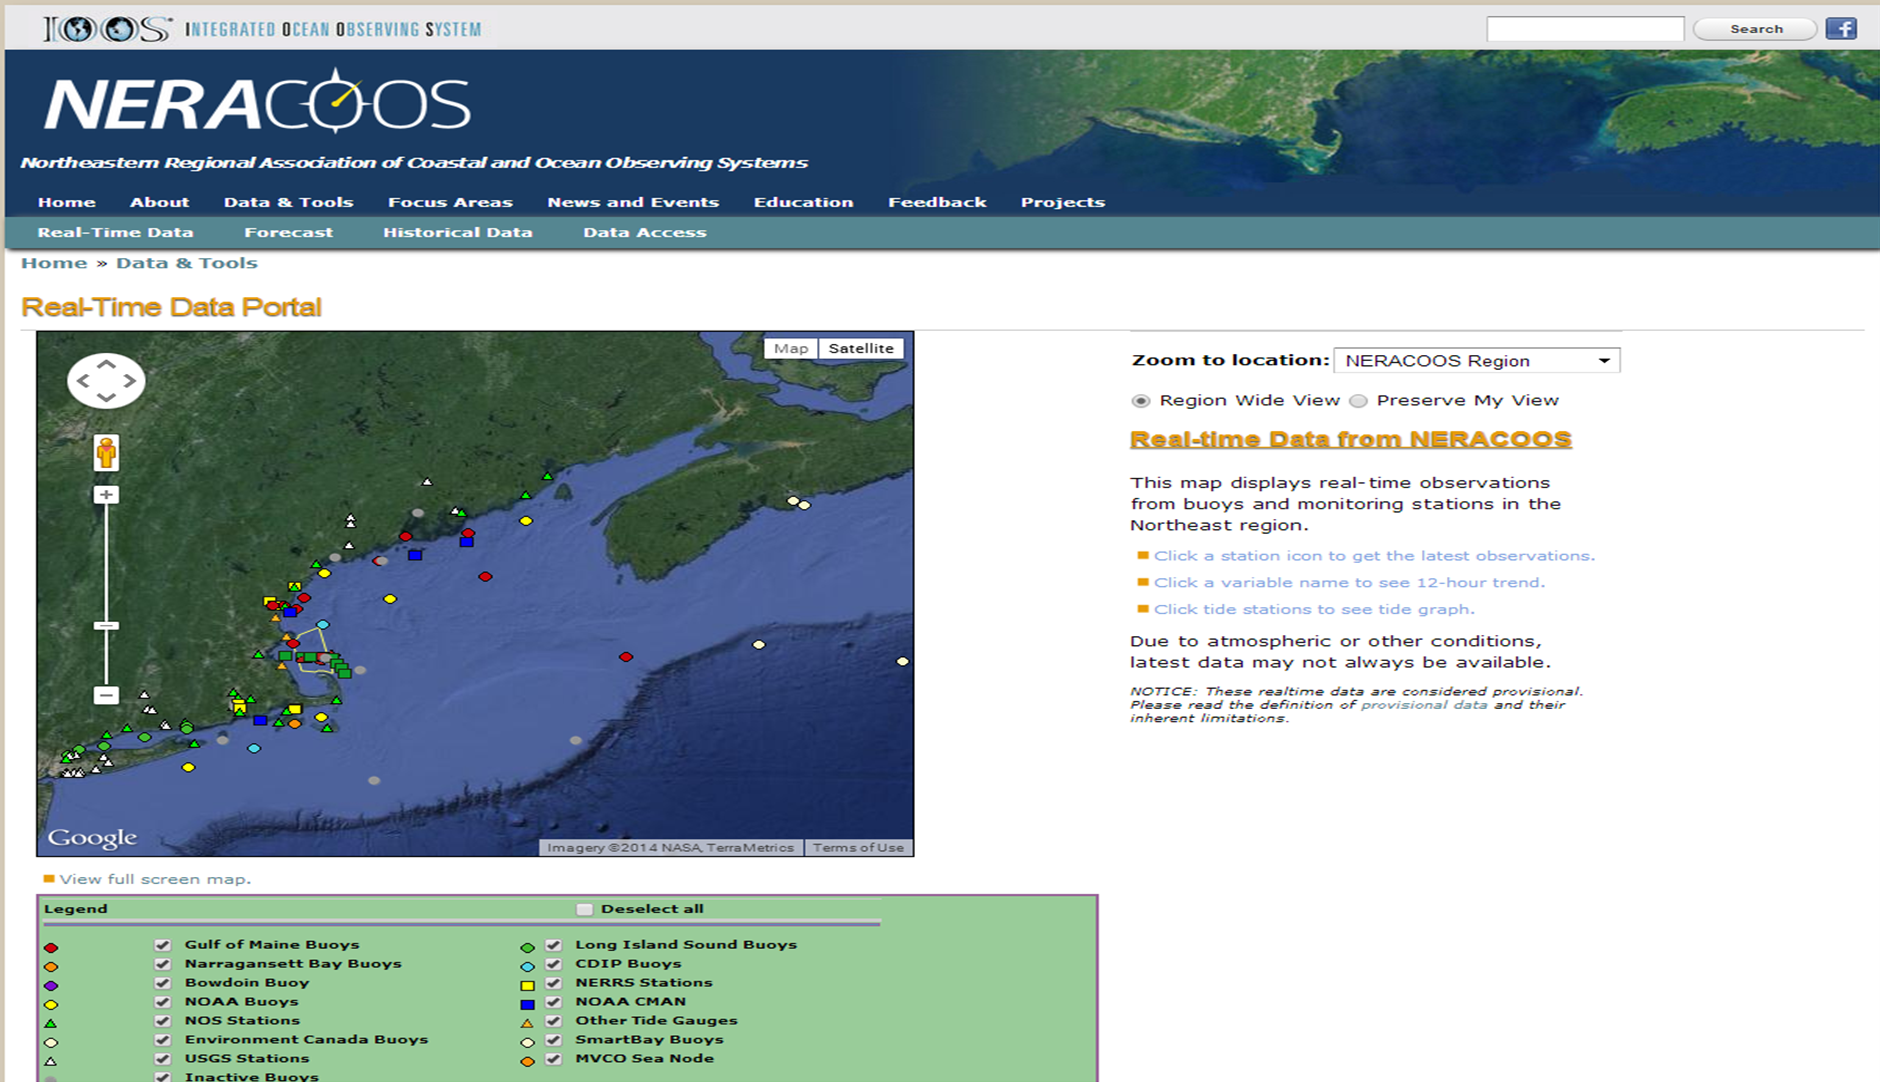 IOOS INTEGRATED OCEAN OBSERVING SYSTEM
Search
NERACOOS
Northeastern Regional Association of Coastal and Ocean Observing Systems
Home About Data & Tools Focus Areas News and Events Education Feedback Projects
Real-Time Data Forecast Historical Data Data Access
Home » Data & Tools
Real-Time Data Portal
Map Satellite
Google
Imagery ©2014 NASA, TerraMetrics Terms of Use
Zoom to location: NERACOOS Region
Region Wide View Preserve My View
Real-time Data from NERACOOS
This map displays real-time observations
from buoys and monitoring stations in the
Northeast region.
Click a station icon to get the latest observations.
Click a variable name to see 12-hour trend.
Click tide stations to see tide graph.
Due to atmospheric or other conditions,
latest data may not always be available.
NOTICE: These realtime data are considered provisional.
Please read the definition of provisional data and their
inherent limitations.
View full screen map.
Legend Deselect all
Gulf of Maine Buoys Long Island Sound Buoys
Narragansett Bay Buoys CDIP Buoys
Bowdoin Buoy NERRS Stations
NOAA Buoys NOAA CMAN
NOS Stations Other Tide Gauges
Environment Canada Buoys SmartBay Buoys
USGS Stations MVCO Sea Node
Inactive Buoys